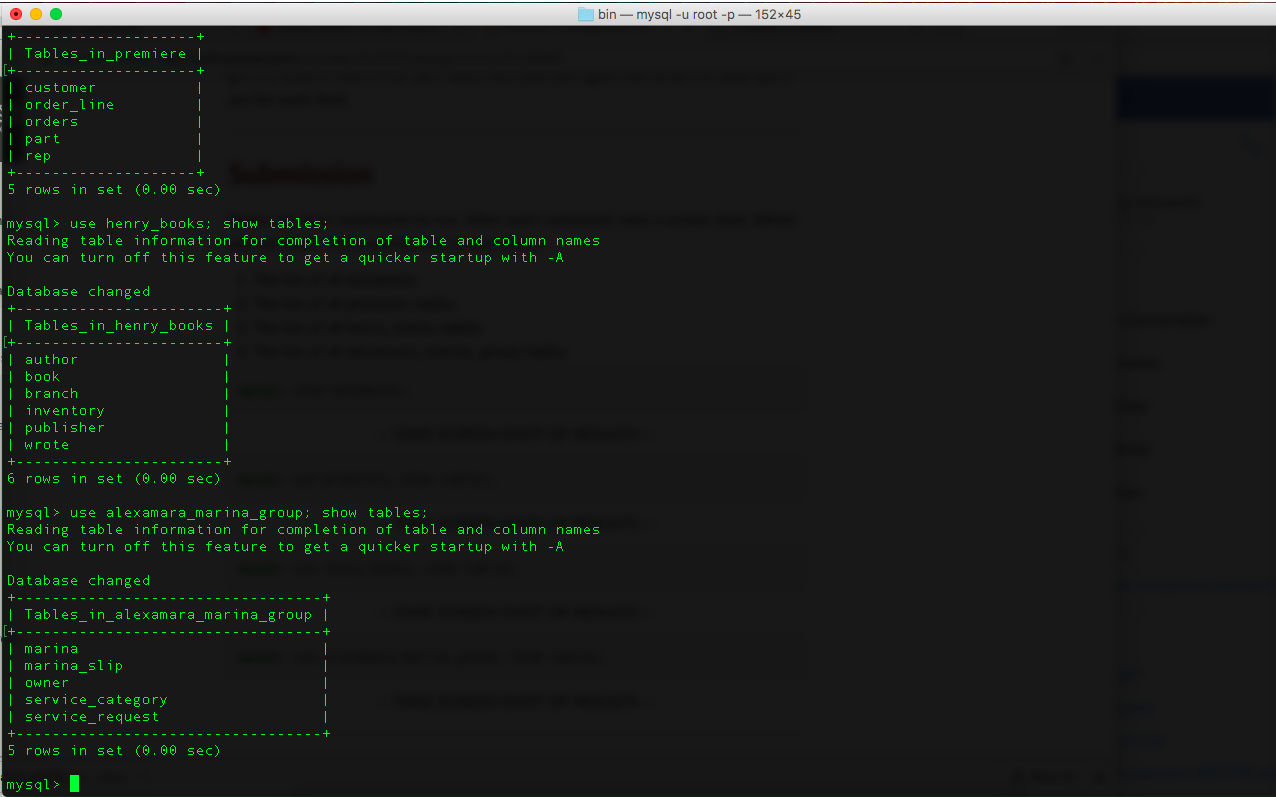 bin — mysql -u root -p — 152×45
+--------------------+
| Tables_in_premiere |
+--------------------+
| customer           |
| order_line         |
| orders             |
| part               |
| rep                |
+--------------------+
5 rows in set (0.00 sec)
mysql> use henry_books; show tables;
Reading table information for completion of table and column names
You can turn off this feature to get a quicker startup with -A
Database changed
+-----------------------+
| Tables_in_henry_books |
+-----------------------+
| author                |
| book                  |
| branch                |
| inventory             |
| publisher             |
| wrote                 |
+-----------------------+
6 rows in set (0.00 sec)
mysql> use alexamara_marina_group; show tables;
Reading table information for completion of table and column names
You can turn off this feature to get a quicker startup with -A
Database changed
+----------------------------------+
| Tables_in_alexamara_marina_group |
+----------------------------------+
| marina                           |
| marina_slip                      |
| owner                            |
| service_category                 |
| service_request                  |
+----------------------------------+
5 rows in set (0.00 sec)
mysql>
Submission